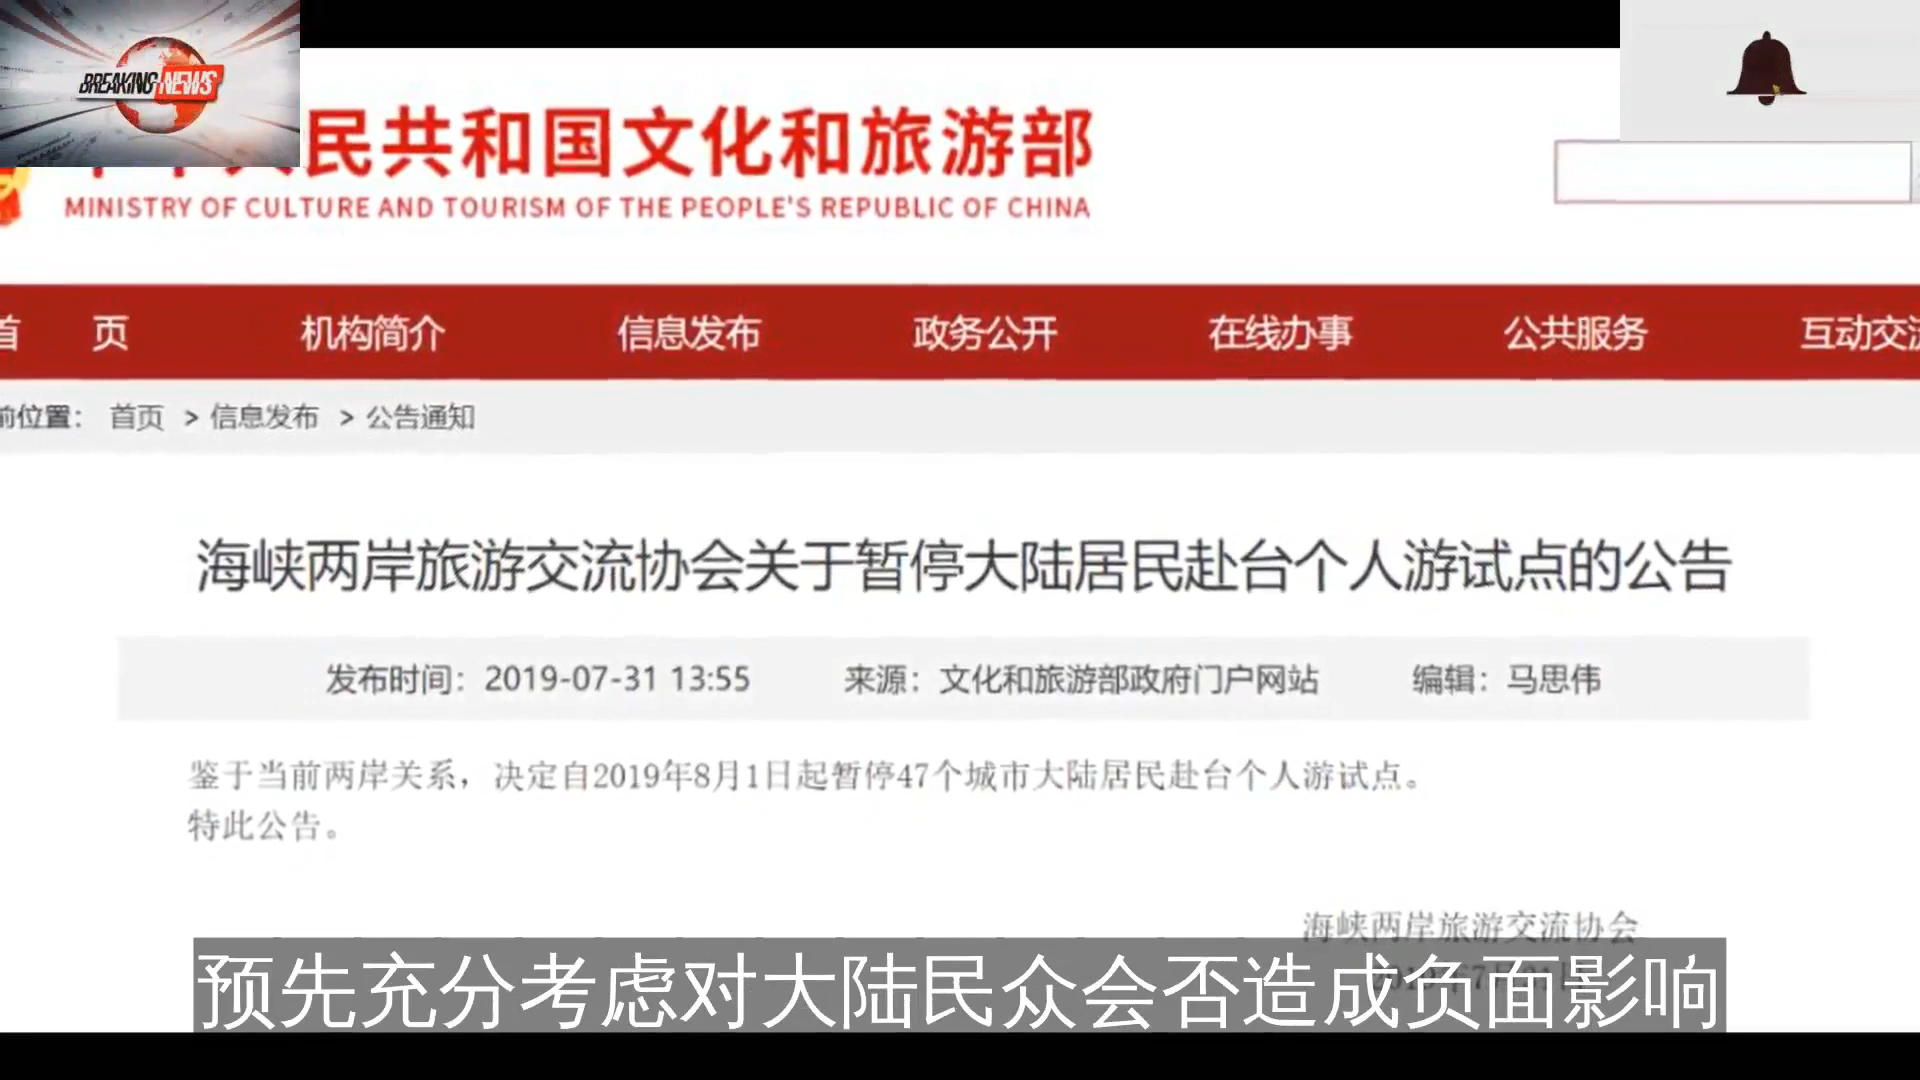 BREAKING NEWS
民共和国文化和旅游部
MINISTRY OF CULTURE AND TOURISM OF THE PEOPLE'S REPUBLIC OF CHINA
首 页 机构简介 信息发布 政务公开 在线办事 公共服务 互动交流
前位置： 首页 > 信息发布 > 公告通知
海峡两岸旅游交流协会关于暂停大陆居民赴台个人游试点的公告
发布时间：2019-07-31 13:55 来源：文化和旅游部政府门户网站 编辑：马思伟
鉴于当前两岸关系，决定自2019年8月1日起暂停47个城市大陆居民赴台个人游试点。
特此公告。
海峡两岸旅游交流协会
预先充分考虑对大陆民众会否造成负面影响